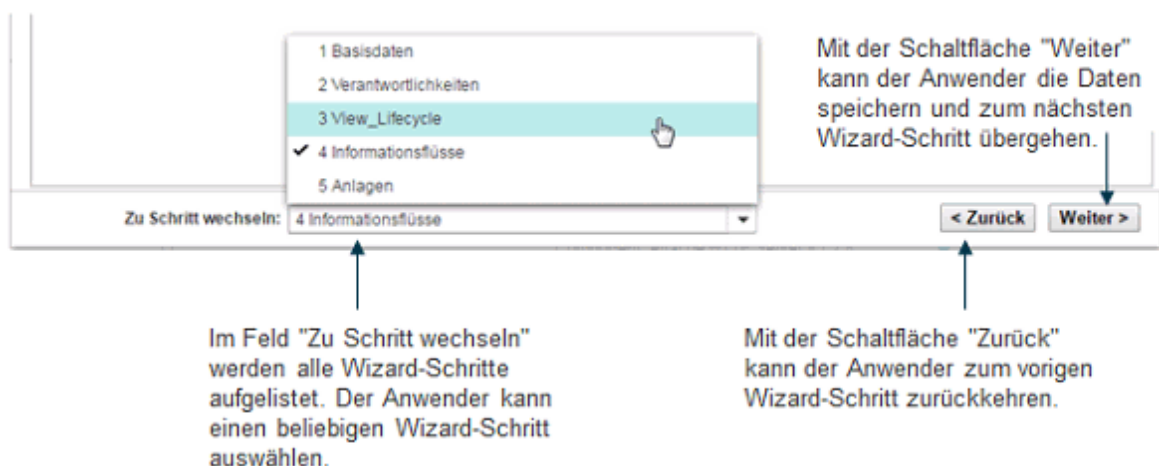 1 Basisdaten
2 Verantwortlichkeiten
3 View_Lifecycle
✔ 4 Informationsflüsse
5 Anlagen
Zu Schritt wechseln: 4 Informationsflüsse
< Zurück Weiter >
Mit der Schaltfläche "Weiter"
kann der Anwender die Daten
speichern und zum nächsten
Wizard-Schritt übergehen.
Im Feld "Zu Schritt wechseln"
werden alle Wizard-Schritte
aufgelistet. Der Anwender kann
einen beliebigen Wizard-Schritt
auswählen.
Mit der Schaltfläche "Zurück"
kann der Anwender zum vorigen
Wizard-Schritt zurückkehren.